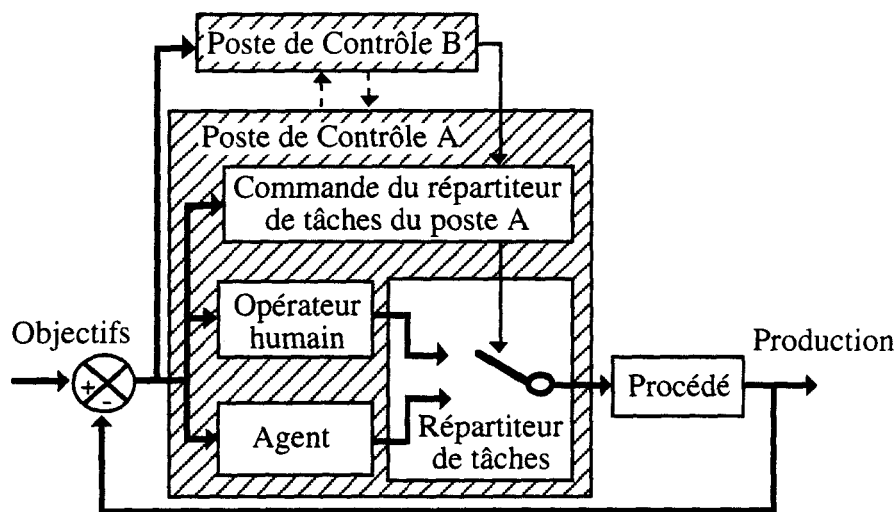 Poste de Contrôle B
Poste de Contrôle A
Commande du répartiteur
de tâches du poste A
Opérateur
humain
Objectifs
Production
+
-
Procédé
Agent
Répartiteur
de tâches